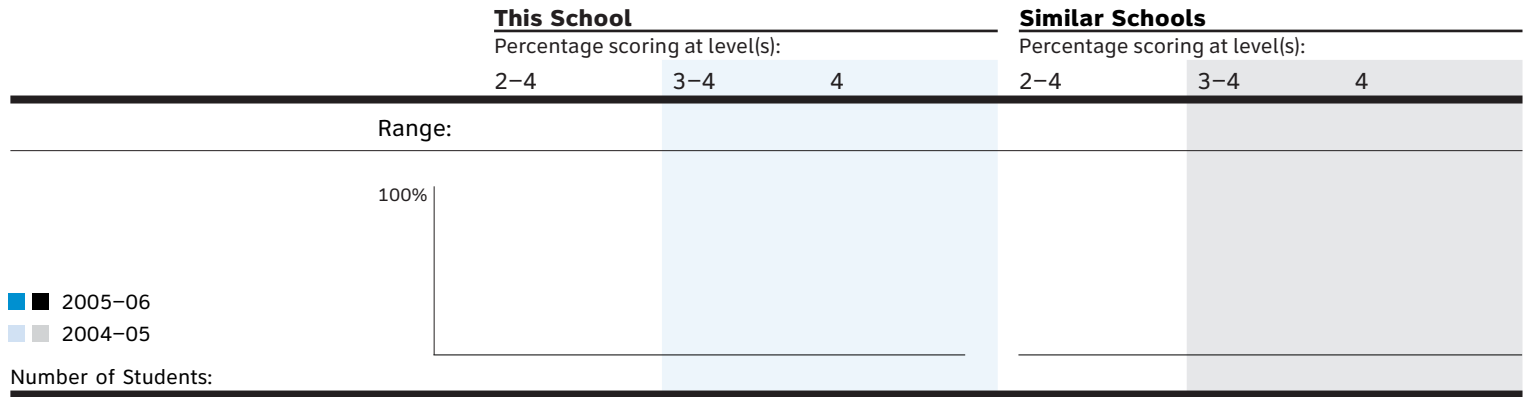 This School Similar Schools
Percentage scoring at level(s): Percentage scoring at level(s):
2–4 3–4 4 2–4 3–4 4
Range:
100%
2005–06
2004–05
Number of Students: